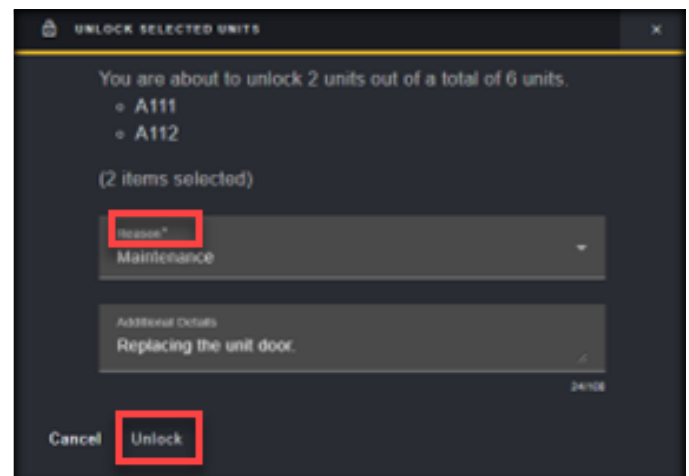 UNLOCK SELECTED UNITS
You are about to unlock 2 units out of a total of 6 units.
A111
A112
(2 items selected)
Reason*
Maintenance
Additional Details
Replacing the unit door.
24/100
Cancel Unlock